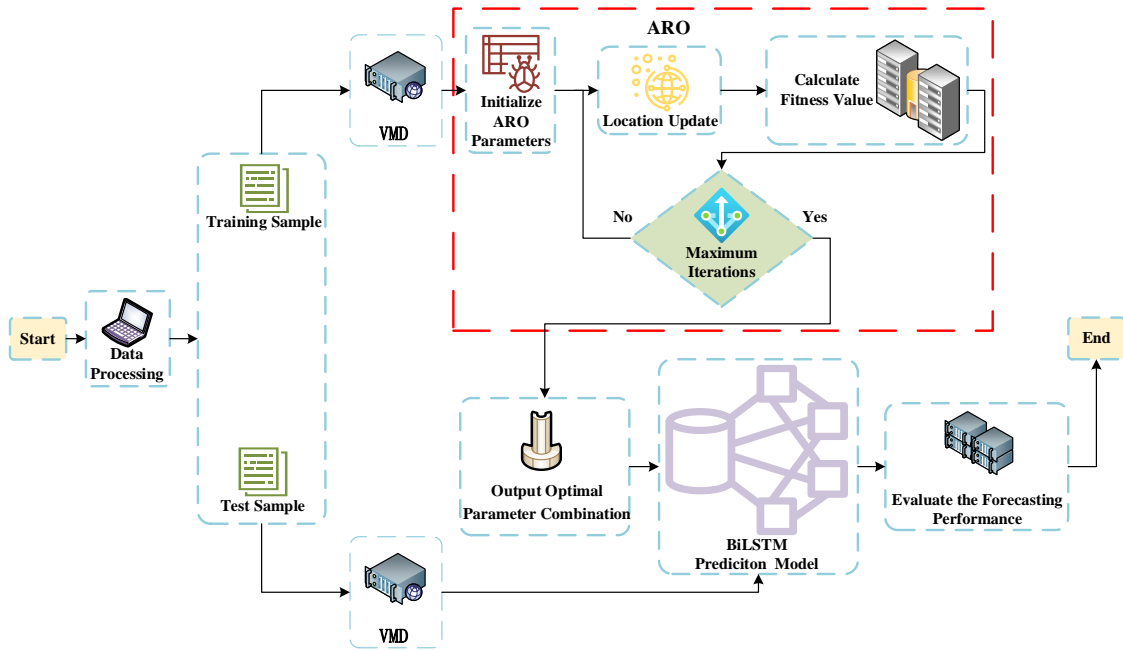 ARO
VMD
Initialize
ARO
Parameters
Location Update
Calculate
Fitness Value
Training Sample
No
Yes
Maximum
Iterations
Start
Data
Processing
End
Test Sample
Output Optimal
Parameter Combination
BiLSTM
Prediciton Model
Evaluate the Forecasting
Performance
VMD